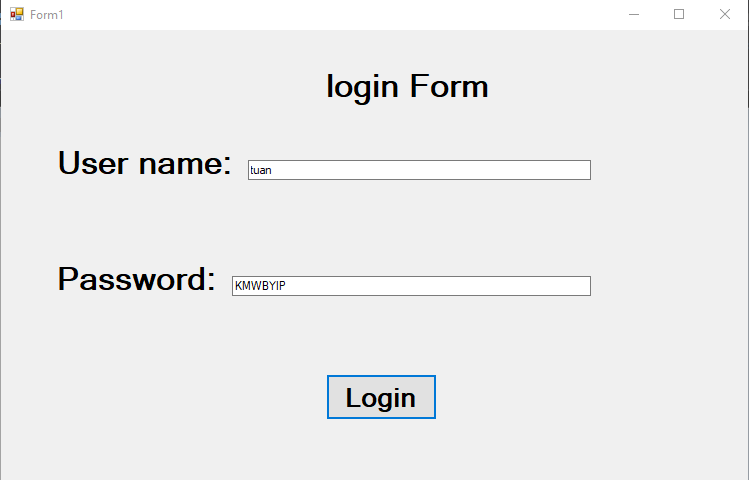 Form1
login Form
User name: tuan
Password: KMWBYIP
Login